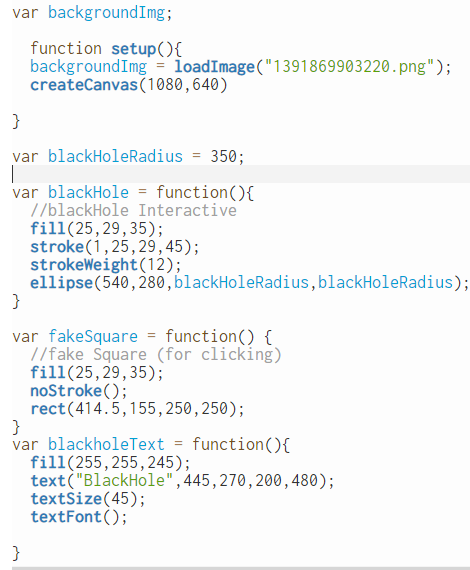 var backgroundImg;
function setup(){
backgroundImg = loadImage("1391869903220.png");
createCanvas(1080,640)
}
var blackHoleRadius = 350;
var blackHole = function(){
//blackHole Interactive
fill(25,29,35);
stroke(1,25,29,45);
strokeWeight(12);
ellipse(540,280,blackHoleRadius,blackHoleRadius);
}
var fakeSquare = function() {
//fake Square (for clicking)
fill(25,29,35);
noStroke();
rect(414.5,155,250,250);
}
var blackholeText = function(){
fill(255,255,245);
text("BlackHole",445,270,200,480);
textSize(45);
textFont();
}